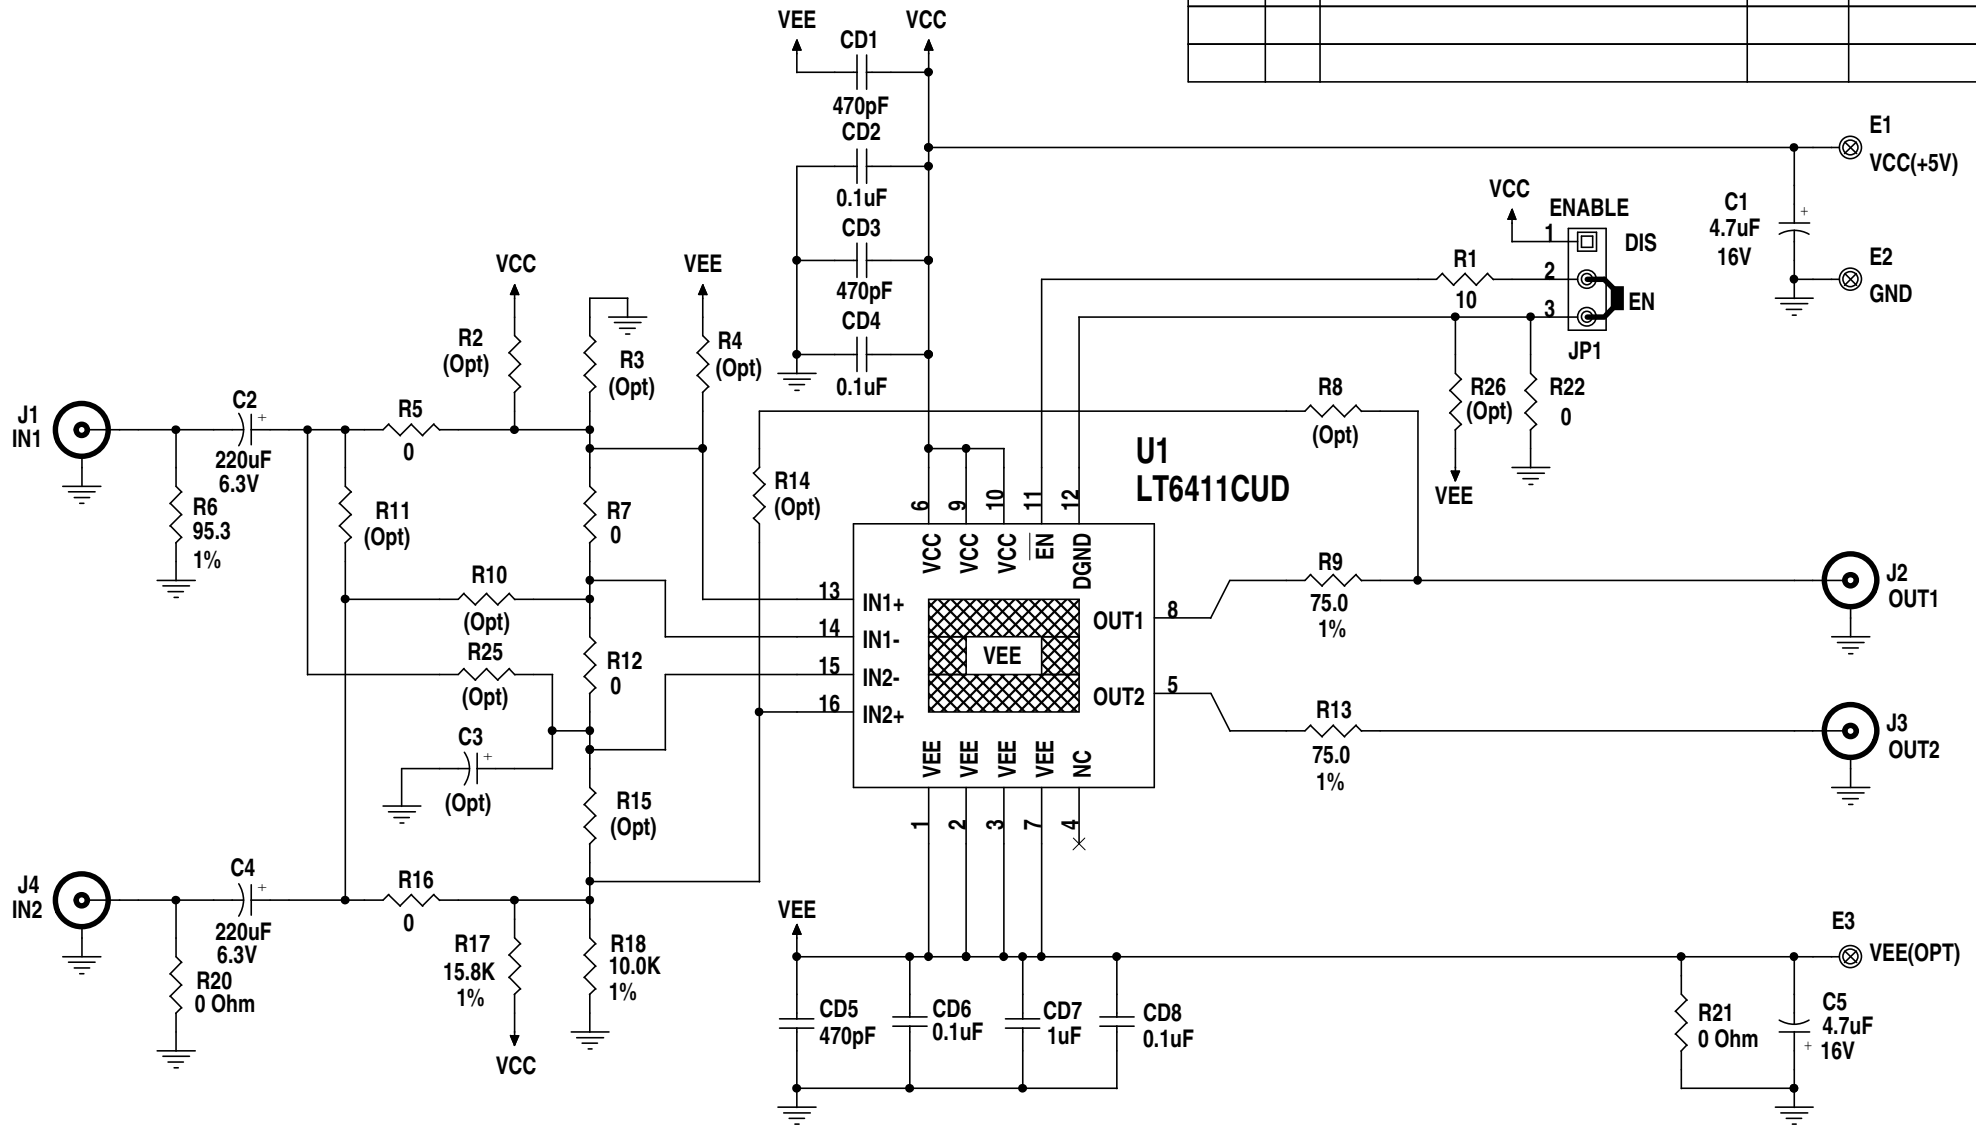 VEE
VCC
CD1
470pF
CD2
0.1uF
CD3
470pF
CD4
0.1uF
E1
VCC(+5V)
C1
4.7uF
16V
E2
GND
VCC
ENABLE
1
DIS
R1
10
2
EN
3
JP1
R26
(Opt)
VEE
R22
0
VCC
R2
(Opt)
R3
(Opt)
VEE
R4
(Opt)
J1
IN1
C2
+
220uF
6.3V
R5
0
R6
95.3
1%
R11
(Opt)
R7
0
R14
(Opt)
R8
(Opt)
U1
LT6411CUD
6
9
10
11
12
VCC
VCC
VCC
EN
DGND
R10
(Opt)
R25
(Opt)
R12
0
13
IN1+
14
IN1-
15
IN2-
16
IN2+
VEE
OUT1
8
OUT2
5
R9
75.0
1%
J2
OUT1
R13
75.0
1%
J3
OUT2
C3
+
(Opt)
R15
(Opt)
VEE
VEE
VEE
VEE
NC
1
2
3
7
4
J4
IN2
C4
+
220uF
6.3V
R16
0
R20
0 Ohm
R17
15.8K
1%
VCC
R18
10.0K
1%
VEE
CD5
470pF
CD6
0.1uF
CD7
1uF
CD8
0.1uF
E3
VEE(OPT)
R21
0 Ohm
C5
4.7uF
+
16V
+